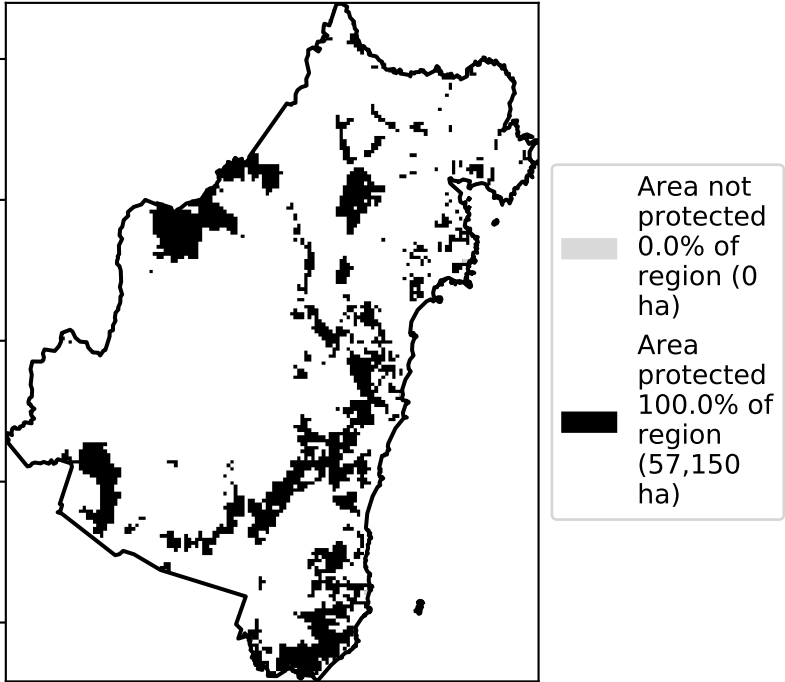 Area not
protected
0.0% of
region (0
ha)
Area
protected
100.0% of
region
(57,150
ha)